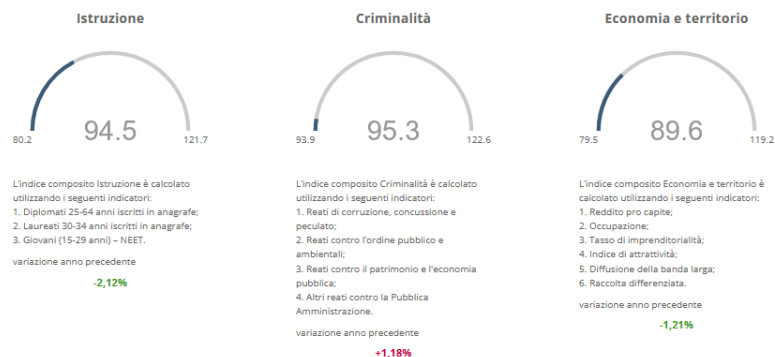 Istruzione
94.5
80.2
121.7
L'indice composito Istruzione è calcolato
utilizzando i seguenti indicatori:
1. Diplomati 25-64 anni iscritti in anagrafe;
2. Laureati 30-34 anni iscritti in anagrafe;
3. Giovani (15-29 anni) – NEET.
variazione anno precedente
-2,12%
Criminalità
95.3
93.9
122.6
L'indice composito Criminalità è calcolato
utilizzando i seguenti indicatori:
1. Reati di corruzione, concussione e
peculato;
2. Reati contro l'ordine pubblico e
ambientali;
3. Reati contro il patrimonio e l'economia
pubblica;
4. Altri reati contro la Pubblica
Amministrazione.
variazione anno precedente
+1,18%
Economia e territorio
89.6
79.5
119.2
L'indice composito Economia e territorio è
calcolato utilizzando i seguenti indicatori:
1. Reddito pro capite;
2. Occupazione;
3. Tasso di imprenditorialità;
4. Indice di attrattività;
5. Diffusione della banda larga;
6. Raccolta differenziata.
variazione anno precedente
-1,21%